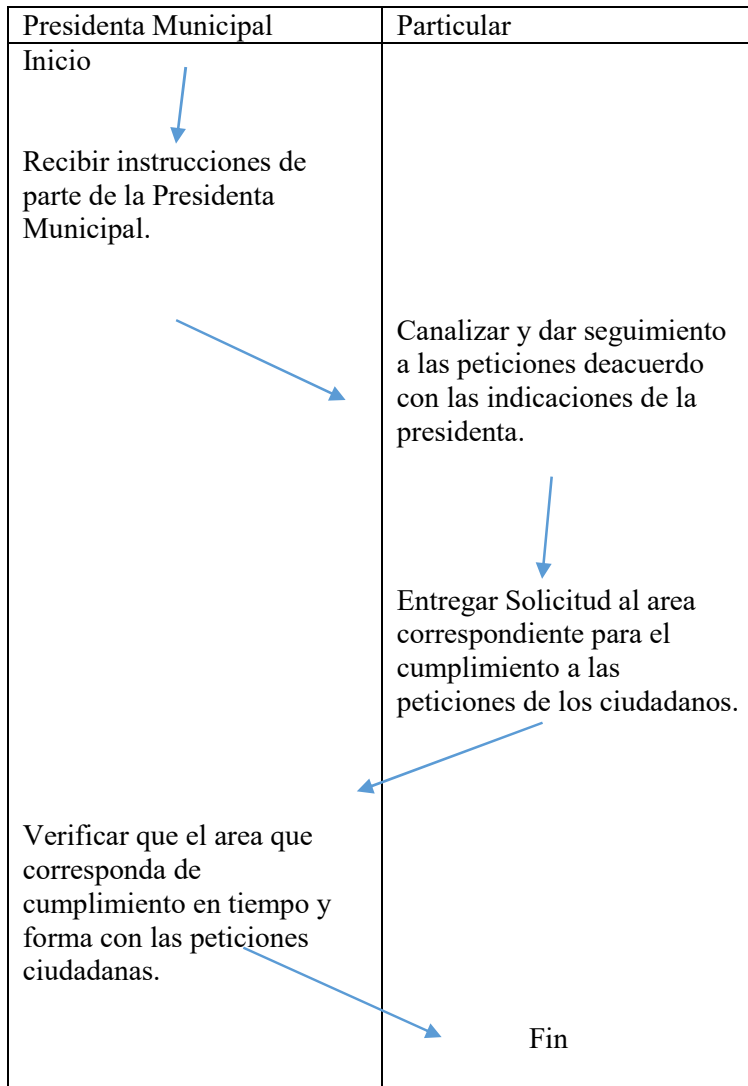 Presidenta Municipal
Particular
Inicio
Recibir instrucciones de
parte de la Presidenta
Municipal.
Canalizar y dar seguimiento
a las peticiones deacuerdo
con las indicaciones de la
presidenta.
Entregar Solicitud al area
correspondiente para el
cumplimiento a las
peticiones de los ciudadanos.
Verificar que el area que
corresponda de
cumplimiento en tiempo y
forma con las peticiones
ciudadanas.
Fin